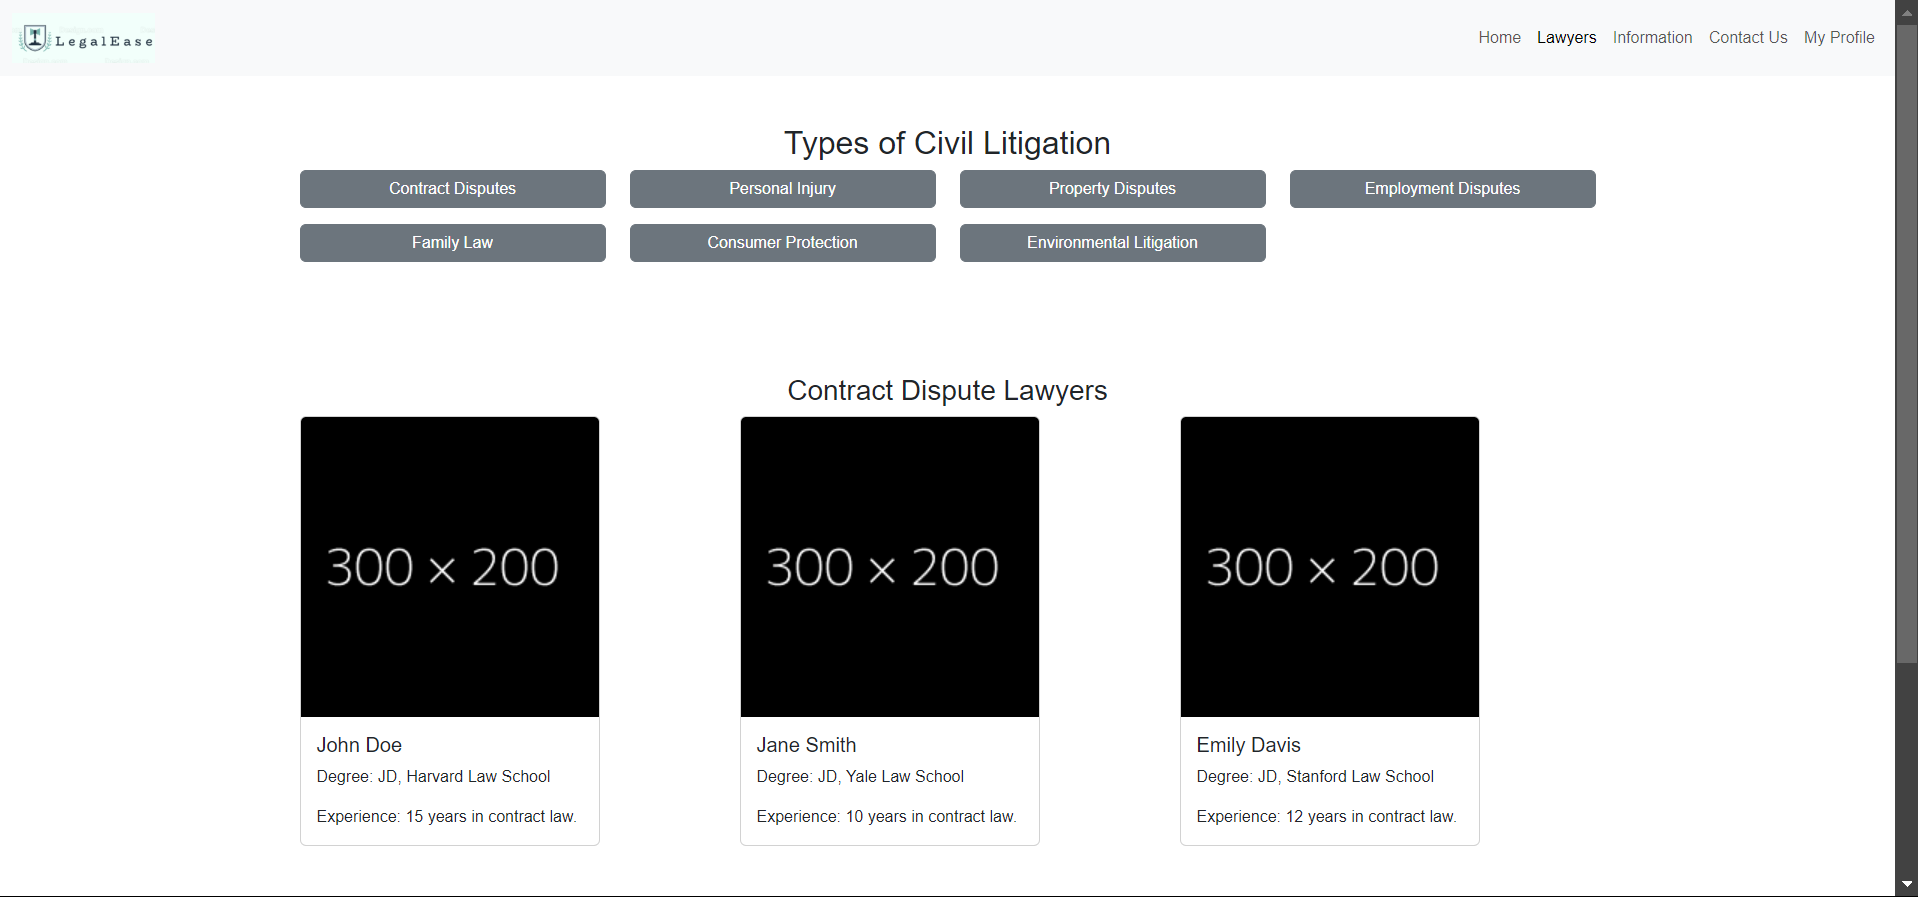 LegalEase
Home Lawyers Information Contact Us My Profile
Types of Civil Litigation
Contract Disputes Personal Injury Property Disputes Employment Disputes
Family Law Consumer Protection Environmental Litigation
Contract Dispute Lawyers
300 × 200 300 × 200 300 × 200
John Doe Jane Smith Emily Davis
Degree: JD, Harvard Law School Degree: JD, Yale Law School Degree: JD, Stanford Law School
Experience: 15 years in contract law. Experience: 10 years in contract law. Experience: 12 years in contract law.